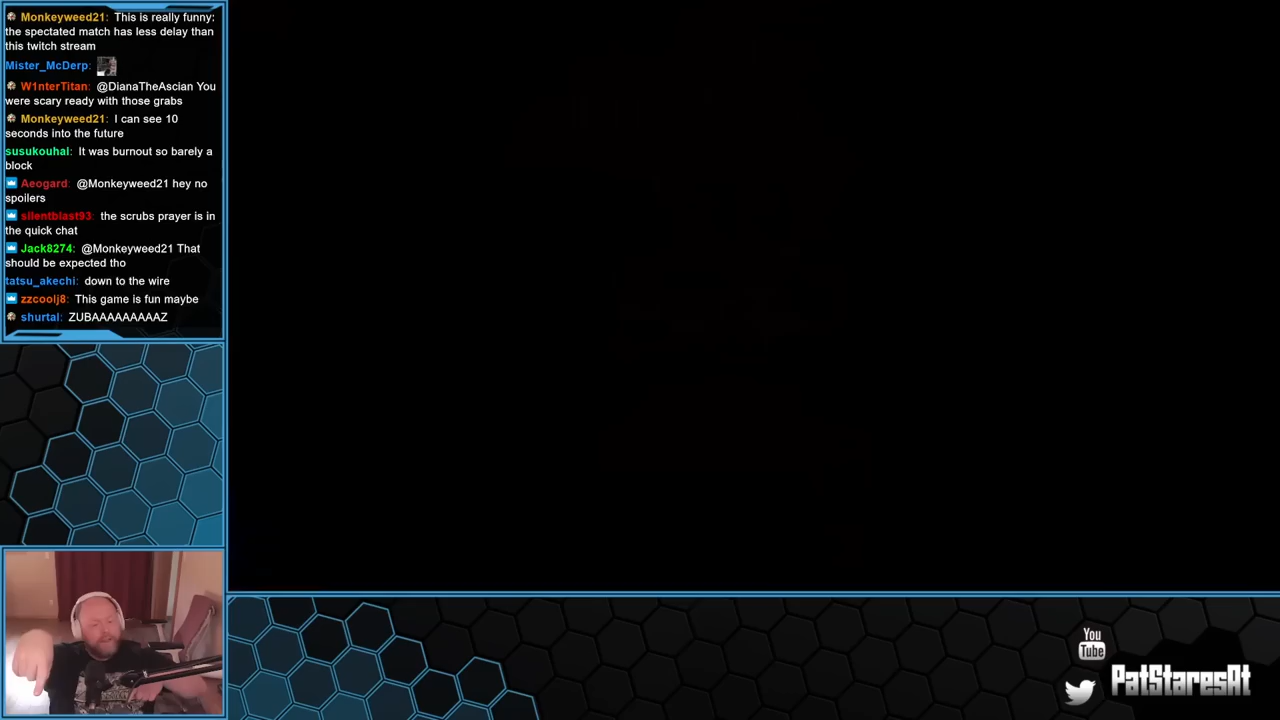 Monkeyweed21: This is really funny:
the spectated match has less delay than
this twitch stream
Mister_McDerp:
W1nterTitan: @DianaTheAscian You
were scary ready with those grabs
Monkeyweed21: I can see 10
seconds into the future
susukouhai: It was burnout so barely a
block
Aeogard: @Monkeyweed21 hey no
spoilers
silentblast93: the scrubs prayer is in
the quick chat
Jack8274: @Monkeyweed21 That
should be expected tho
tatsu_akechi: down to the wire
zzcoolj8: This game is fun maybe
shurtal: ZUBAAAAAAAAAZ
You
Tube
PatStaresAt